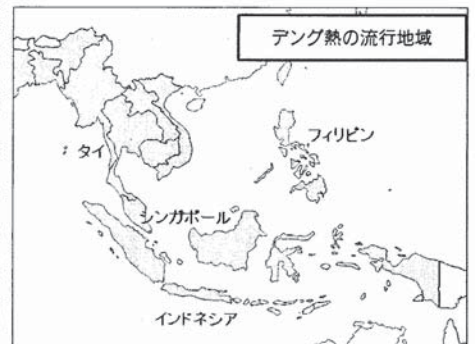 デング熱の流行地域
フィリピン
タイ
シンガポール
インドネシア